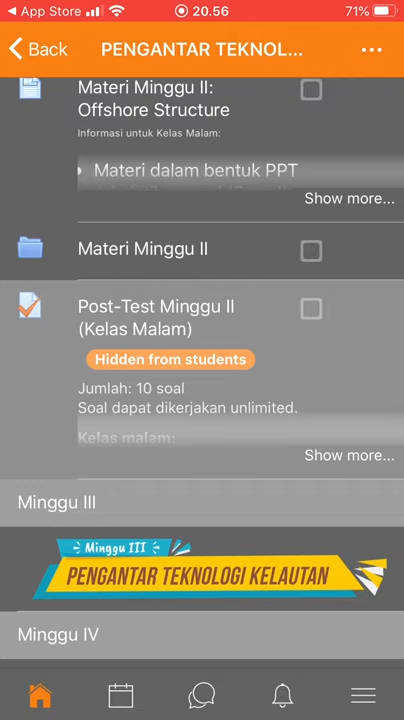 App Store
20.56
71%
Back
PENGANTAR TEKNOL...
Materi Minggu II:
Offshore Structure
Informasi untuk Kelas Malam:
Materi dalam bentuk PPT
Show more...
Materi Minggu II
Post-Test Minggu II
(Kelas Malam)
Hidden from students
Jumlah: 10 soal
Soal dapat dikerjakan unlimited.
Kelas malam:
Show more...
Minggu III
Minggu III
PENGANTAR TEKNOLOGI KELAUTAN
Minggu IV